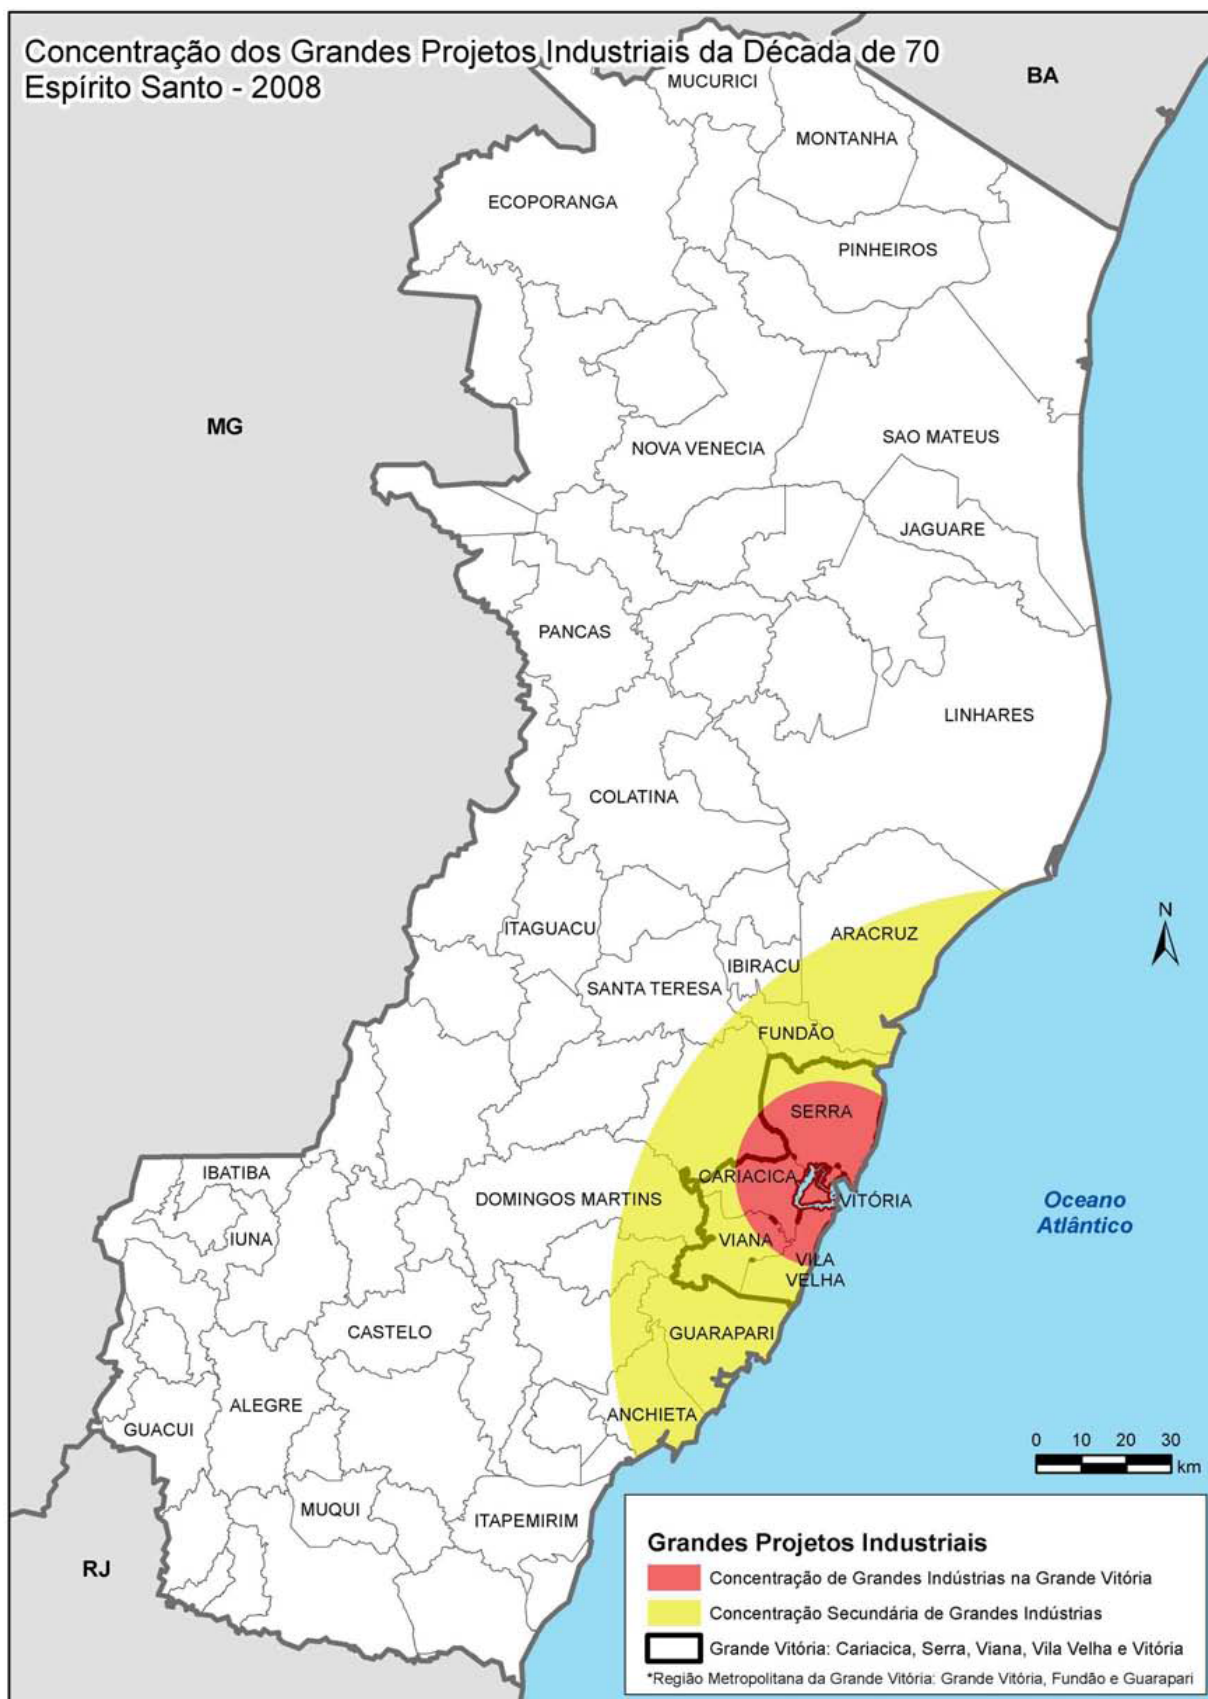 Concentração dos Grandes Projetos Industriais da Década de 70
Espírito Santo - 2008
BA
MUCURICI
MONTANHA
ECOPORANGA
PINHEIROS
MG
SAO MATEUS
NOVA VENECIA
JAGUARE
PANCAS
LINHARES
COLATINA
N
ITAGUACU
ARACRUZ
IBIRACU
SANTA TERESA
FUNDÃO
SERRA
IBATIBA
CARIACICA
DOMINGOS MARTINS
VITÓRIA
Oceano
Atlântico
IUNA
VIANA
VILA
VELHA
CASTELO
GUARAPARI
ALEGRE
ANCHIETA
GUACUI
0 10 20 30
km
MUQUI
ITAPEMIRIM
RJ
Grandes Projetos Industriais
Concentração de Grandes Indústrias na Grande Vitória
Concentração Secundária de Grandes Indústrias
Grande Vitória: Cariacica, Serra, Viana, Vila Velha e Vitória
*Região Metropolitana da Grande Vitória: Grande Vitória, Fundão e Guarapari